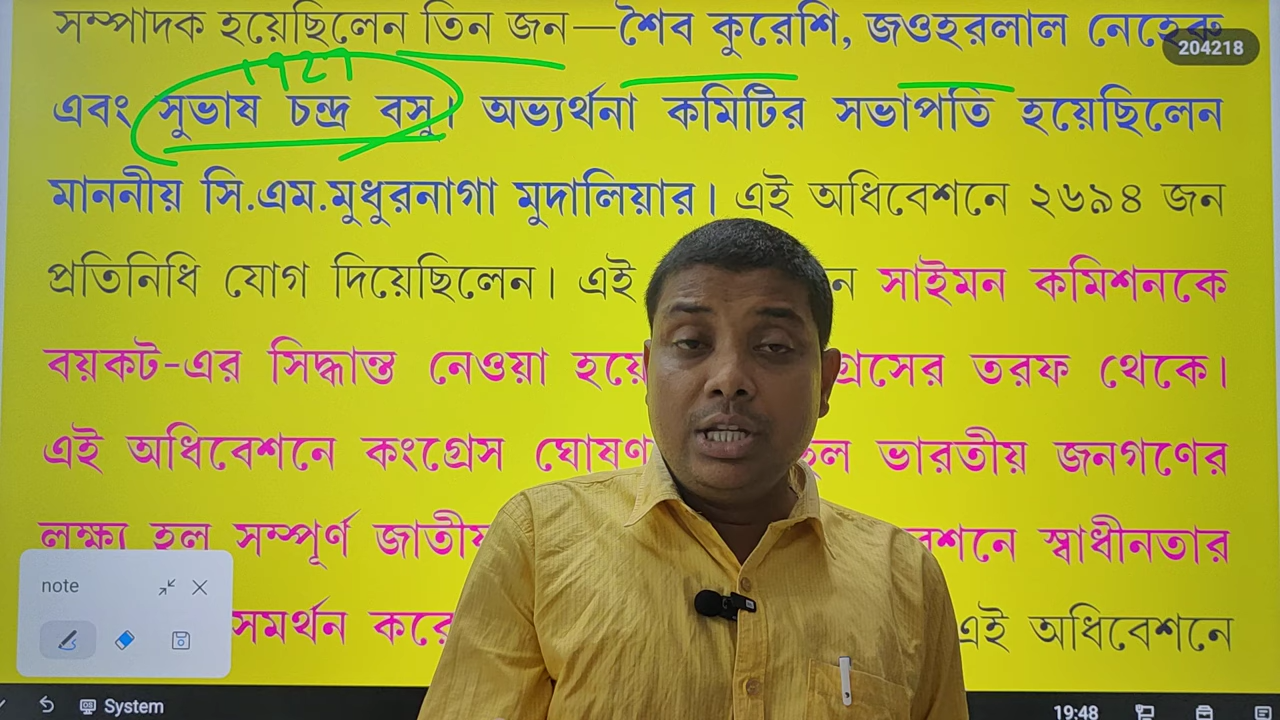 সম্পাদক হয়েছিলেন তিন জন—শৈব কুরেশি, জওহরলাল নেহেরু
204218
১৯২৭
এবং সুভাষ চন্দ্র বসু। অভ্যর্থনা কমিটির সভাপতি হয়েছিলেন
মাননীয় সি.এম.মুধুরনাগা মুদালিয়ার। এই অধিবেশনে ২৬৯৪ জন
প্রতিনিধি যোগ দিয়েছিলেন। এই ন সাইমন কমিশনকে
বয়কট-এর সিদ্ধান্ত নেওয়া হয়ে গ্রেসের তরফ থেকে।
এই অধিবেশনে কংগ্রেস ঘোষণা ছিল ভারতীয় জনগণের
লক্ষ্য হল সম্পূর্ণ জাতীয় বেশনে স্বাধীনতার
সমর্থন করে এই অধিবেশনে
note
System
19:48